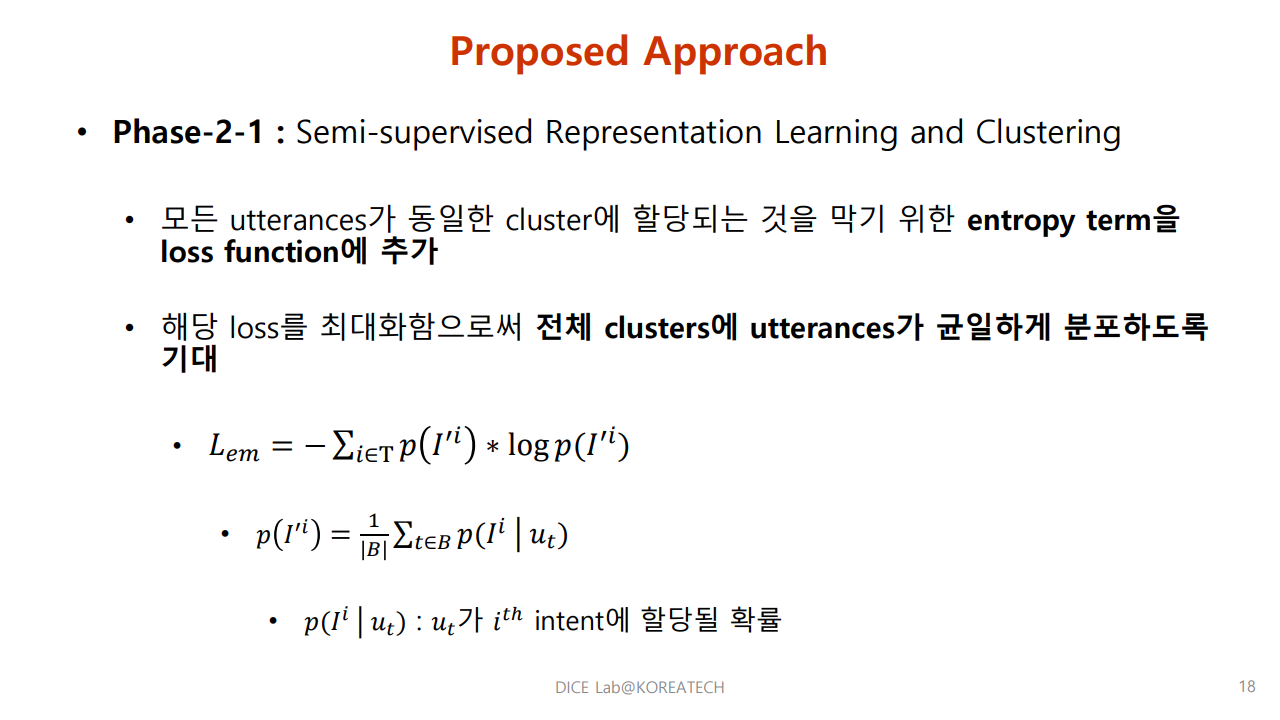 Proposed Approach
• Phase-2-1 : Semi-supervised Representation Learning and Clustering
• 모든 utterances가 동일한 cluster에 할당되는 것을 막기 위한 entropy term을
loss function에 추가
• 해당 loss를 최대화함으로써 전체 clusters에 utterances가 균일하게 분포하도록
기대
• $L_{em} = -\sum_{i \in \mathrm{T}} p(I'^i) * \log p(I'^i)$
• $p(I'^i) = \frac{1}{|B|} \sum_{t \in B} p(I^i \mid u_t)$
• $p(I^i \mid u_t)$ : $u_t$가 $i^{th}$ intent에 할당될 확률
DICE Lab@KOREATECH
18